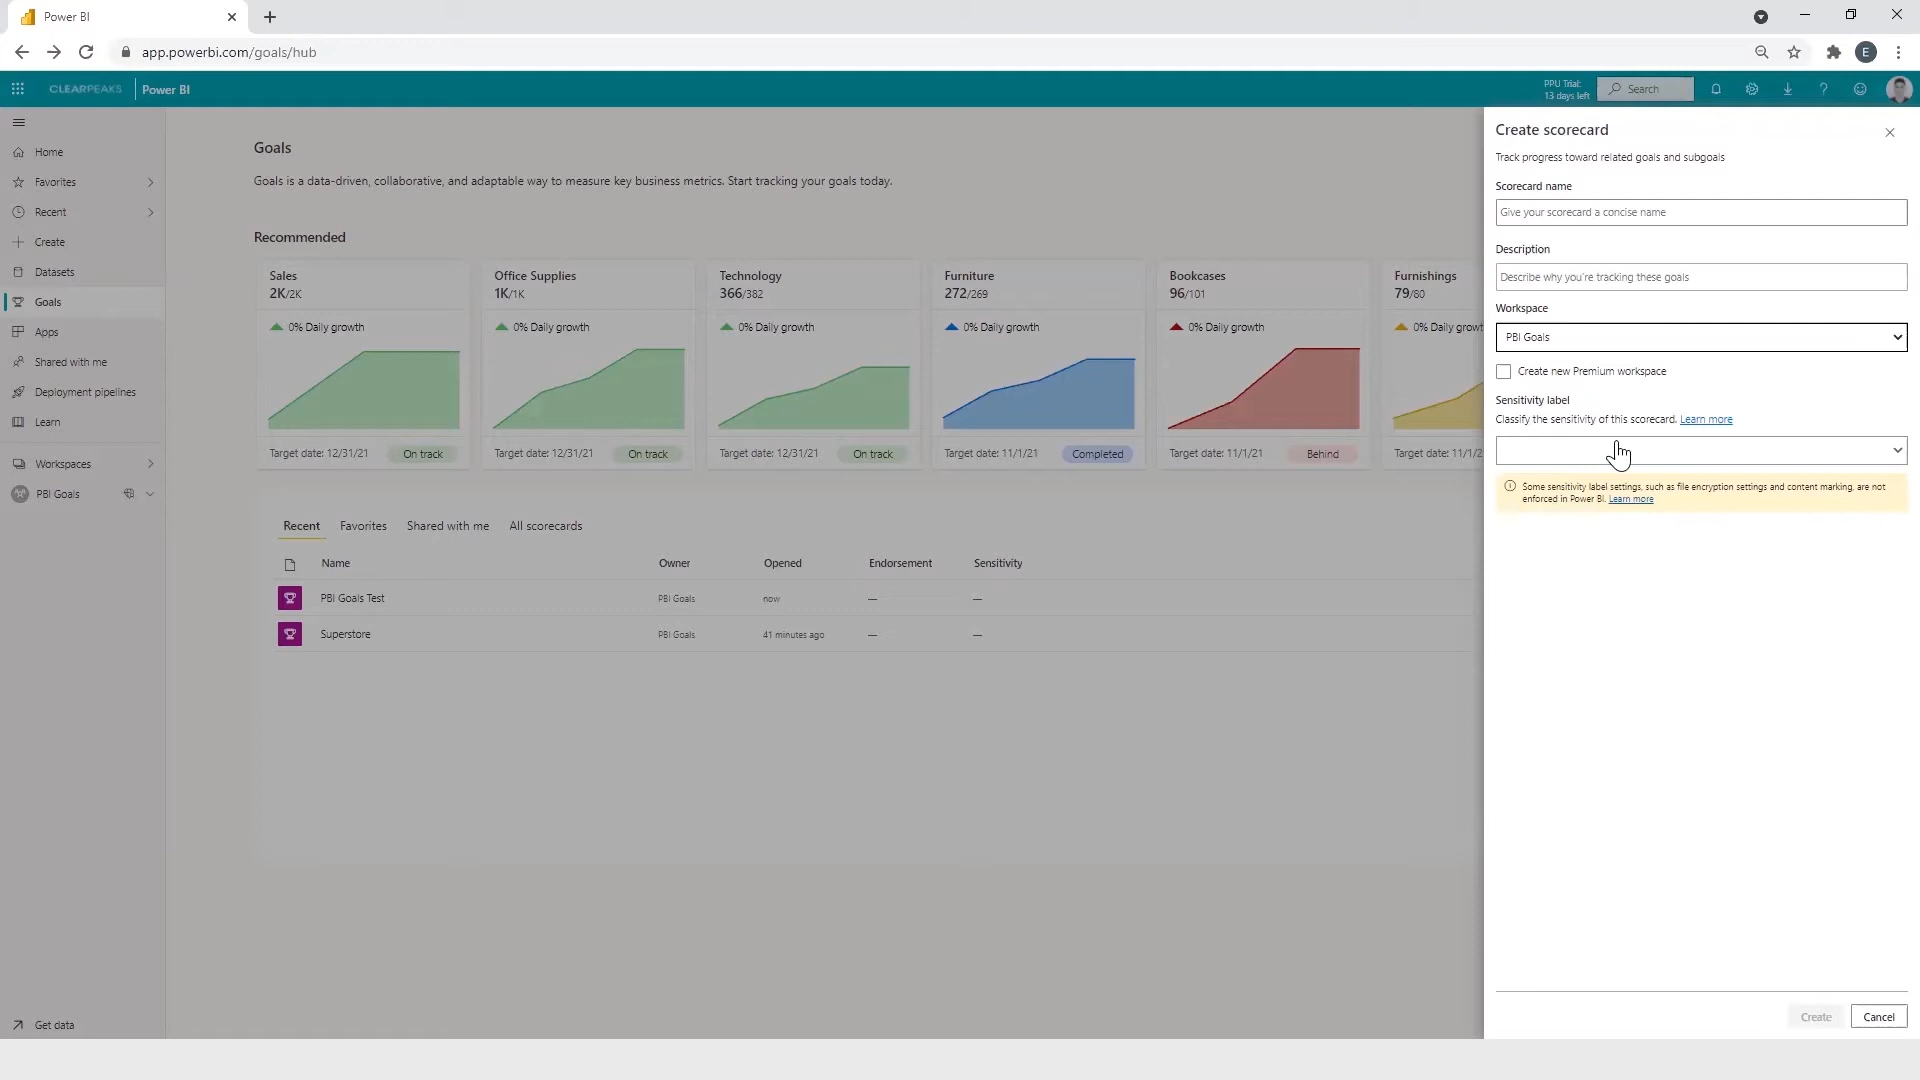 Power BI
app.powerbi.com/goals/hub
E
CLEARPEAKS
Power BI
PPU Trial:
13 days left
Search
Home
Favorites
Recent
Create
Datasets
Goals
Apps
Shared with me
Deployment pipelines
Learn
Workspaces
PBI Goals
Get data
Goals
Goals is a data-driven, collaborative, and adaptable way to measure key business metrics. Start tracking your goals today.
Recommended
Sales
2K/2K
0% Daily growth
Target date: 12/31/21
On track
Office Supplies
1K/1K
0% Daily growth
Target date: 12/31/21
On track
Technology
366/382
0% Daily growth
Target date: 12/31/21
On track
Furniture
272/269
0% Daily growth
Target date: 11/1/21
Completed
Bookcases
96/101
0% Daily growth
Target date: 11/1/21
Behind
Furnishings
79/80
0% Daily growt
Target date: 11/1/2
Recent Favorites Shared with me All scorecards
Name Owner Opened Endorsement Sensitivity
PBI Goals Test PBI Goals now — —
Superstore PBI Goals 41 minutes ago — —
Create scorecard
Track progress toward related goals and subgoals
Scorecard name
Give your scorecard a concise name
Description
Describe why you're tracking these goals
Workspace
PBI Goals
Create new Premium workspace
Sensitivity label
Classify the sensitivity of this scorecard. Learn more
Some sensitivity label settings, such as file encryption settings and content marking, are not
enforced in Power BI. Learn more
Create
Cancel